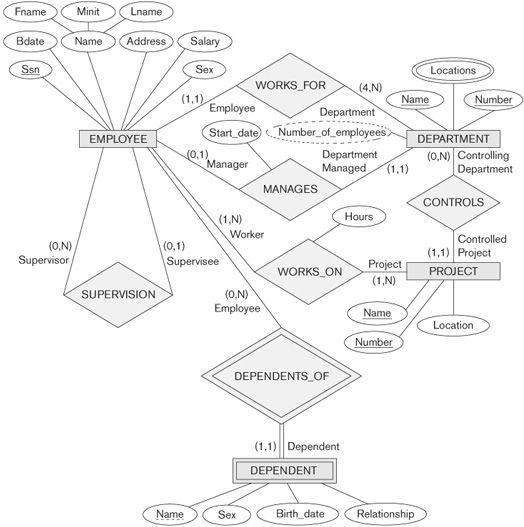 Fname
Minit
Lname
Bdate
Name
Address
Salary
Ssn
Sex
WORKS_FOR
Locations
Name
Number
(1,1)
Employee
(4,N)
Department
Start_date
Number_of_employees
EMPLOYEE
DEPARTMENT
(0,1)
Manager
MANAGES
Department
Managed
(1,1)
(0,N)
Controlling
Department
CONTROLS
(1,N)
Worker
Hours
(0,N)
Supervisor
(0,1)
Supervisee
SUPERVISION
WORKS_ON
Project
(1,N)
(1,1)
Controlled
Project
PROJECT
(0,N)
Employee
Name
Number
Location
DEPENDENTS_OF
(1,1)
Dependent
DEPENDENT
Name
Sex
Birth_date
Relationship